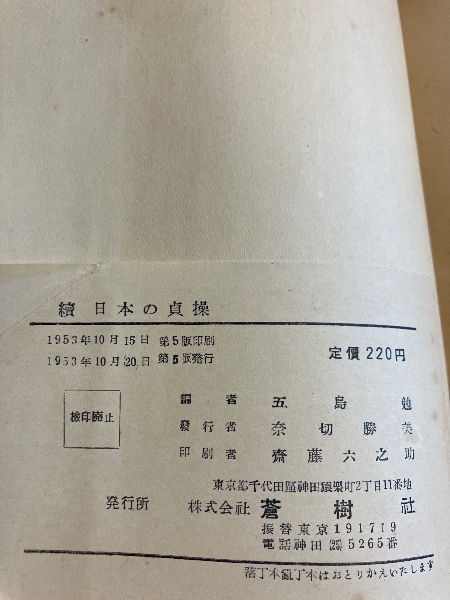 續 日本の貞操
1953年10月15日 第5版印刷
1953年10月20日 第5版発行
定價 220円
檢印廃止
編者 五島勉
發行者 奈切勝美
印刷者 齋藤六之助
東京都千代田區神田猿楽町2丁目11番地
発行所 株式会社 蒼樹社
振替東京191779
電話神田(25)5265番
落丁本亂丁本はおとりかえいたします